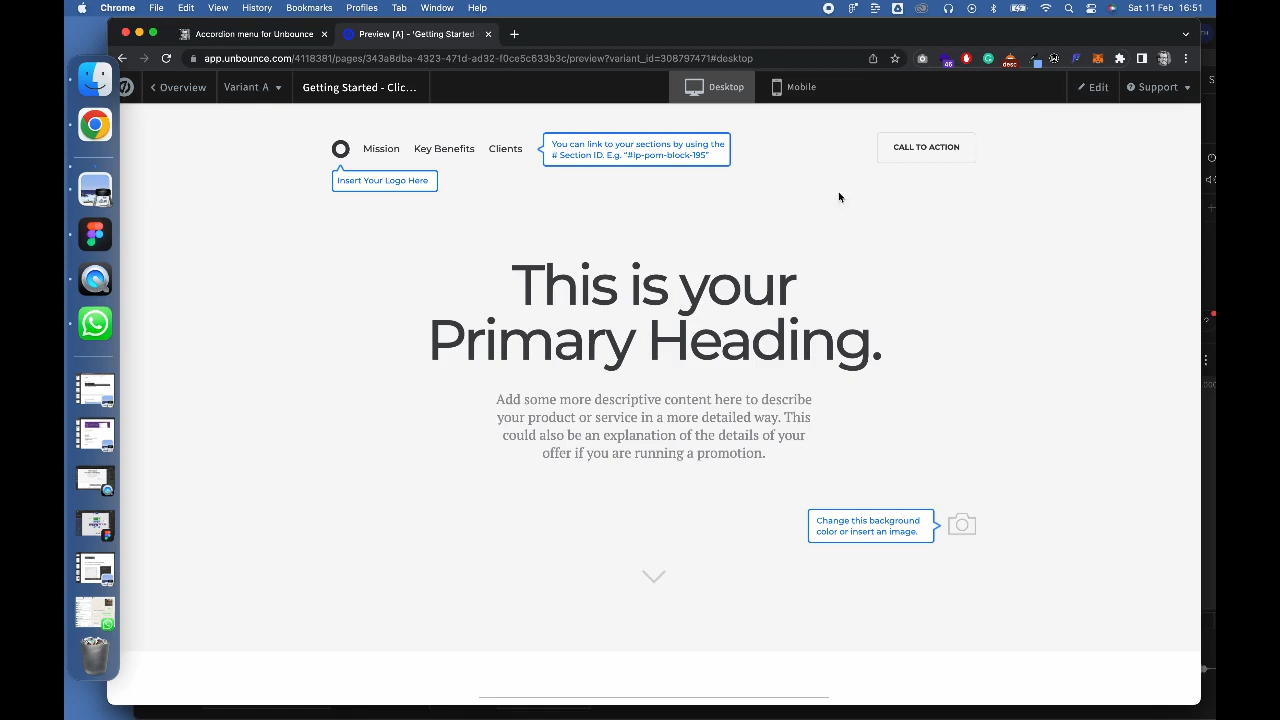 Chrome File Edit View History Bookmarks Profiles Tab Window Help Sat 11 Feb 16:51
Accordion menu for Unbounce
Preview [A] - 'Getting Started
app.unbounce.com/4118381/pages/343a8dba-4323-471d-ad32-f0ce5c633b3c/preview?variant_id=308797471#desktop
46
desc
Overview
Variant A
Getting Started - Clic...
Desktop
Mobile
Edit
Support
Mission
Key Benefits
Clients
You can link to your sections by using the
# Section ID. E.g. “#lp-pom-block-195”
CALL TO ACTION
Insert Your Logo Here
This is your
Primary Heading.
Add some more descriptive content here to describe
your product or service in a more detailed way. This
could also be an explanation of the details of your
offer if you are running a promotion.
Change this background
color or insert an image.